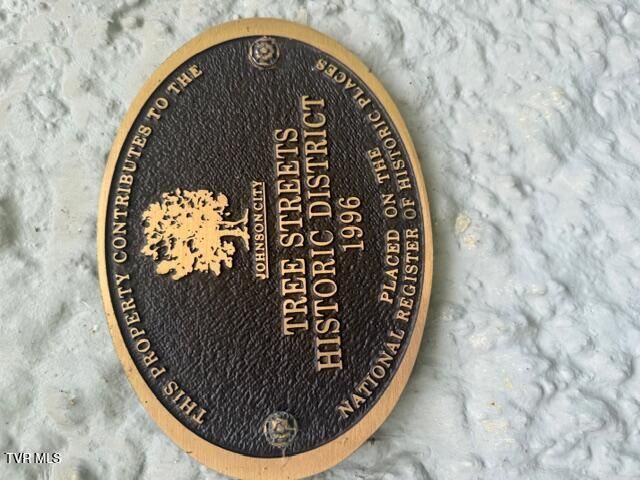 THIS PROPERTY CONTRIBUTES TO THE
JOHNSON CITY
TREE STREETS
HISTORIC DISTRICT
1996
PLACED ON THE
NATIONAL REGISTER OF HISTORIC PLACES
TVR MLS